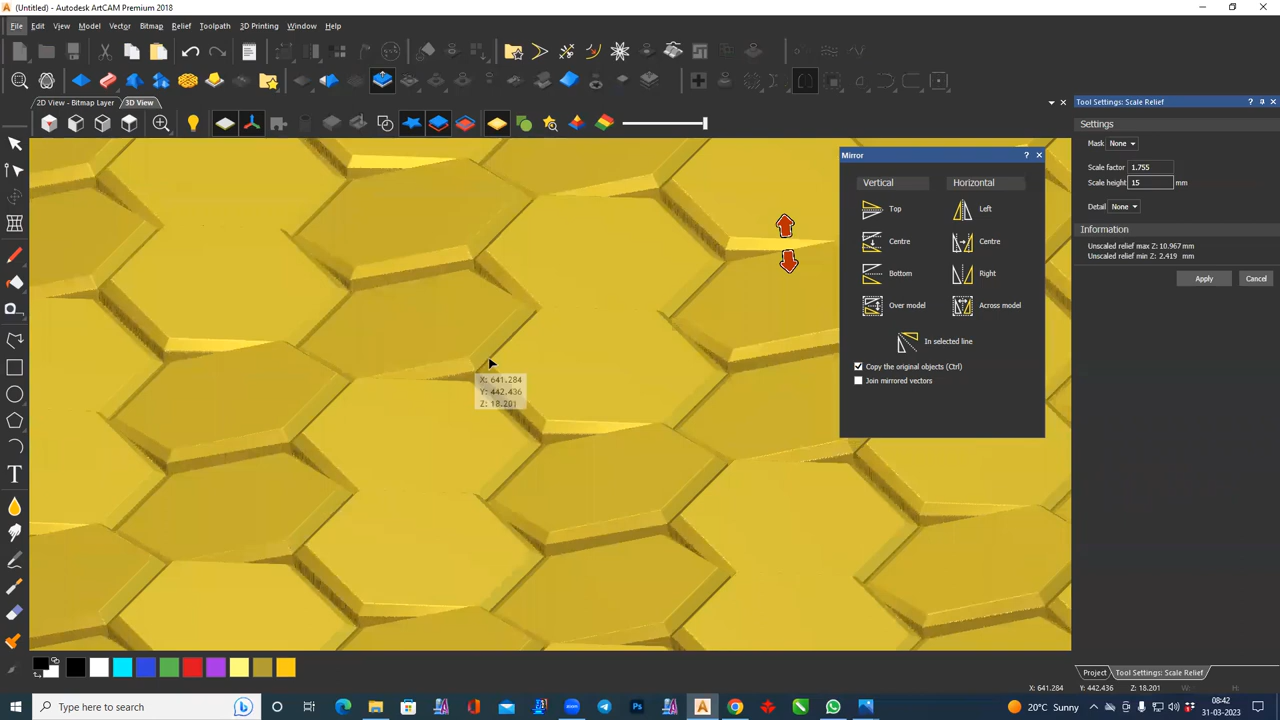 (Untitled) - Autodesk ArtCAM Premium 2018
File Edit View Model Vector Bitmap Relief Toolpath 3D Printing Window Help
2D View - Bitmap Layer 3D View
Tool Settings: Scale Relief
Settings
Mask None
Scale factor 1.755
Scale height 15 mm
Detail None
Information
Unscaled relief max Z: 10.967 mm
Unscaled relief min Z: 2.419 mm
Apply Cancel
Mirror
Vertical Horizontal
Top Left
Centre Centre
Bottom Right
Over model Across model
In selected line
Copy the original objects (Ctrl)
Join mirrored vectors
X: 641.284
Y: 442.436
Z: 18.201
Project Tool Settings: Scale Relief
X: 641.284 Y: 442.436 Z: 18.201 W: H:
Type here to search
20°C Sunny
08:42
31-03-2023